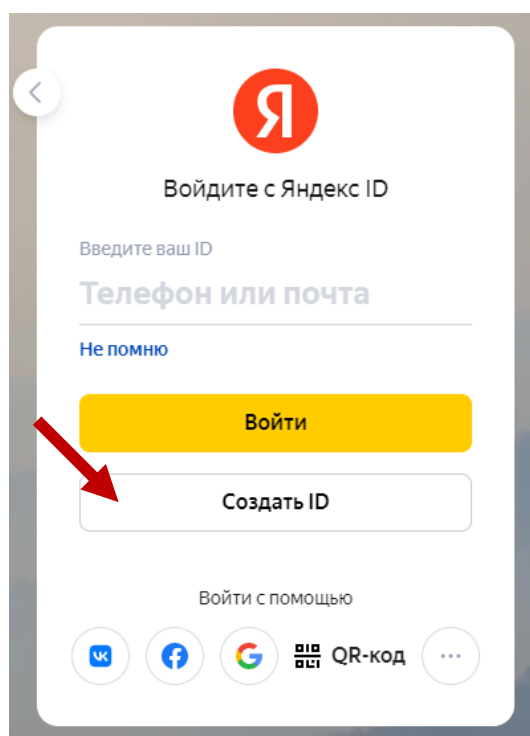 Я
Войдите с Яндекс ID
Введите ваш ID
Телефон или почта
Не помню
Войти
Создать ID
Войти с помощью
QR-код